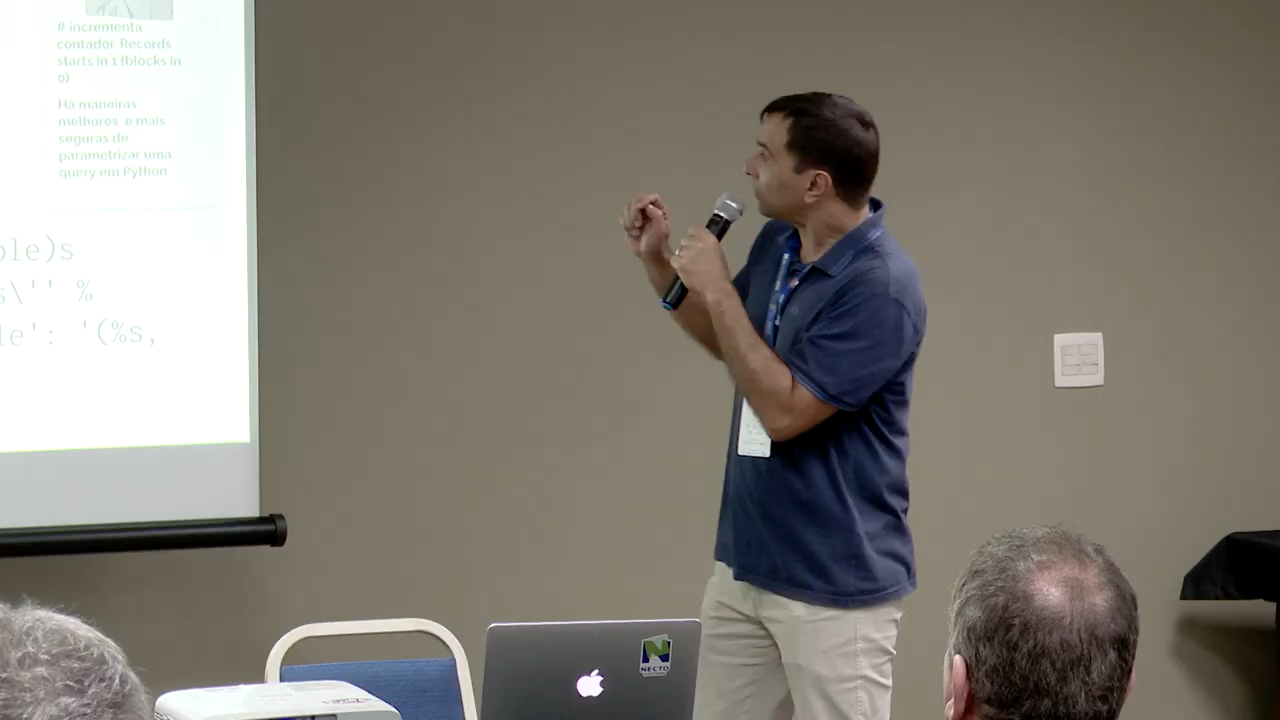 # incrementa
contador. Records
starts in 1 (blocks in
0)
Há maneiras
melhores -e mais
seguras de
parametrizar uma
query em Python
ple)s
s\'' %
le': '(%s,
NECTO